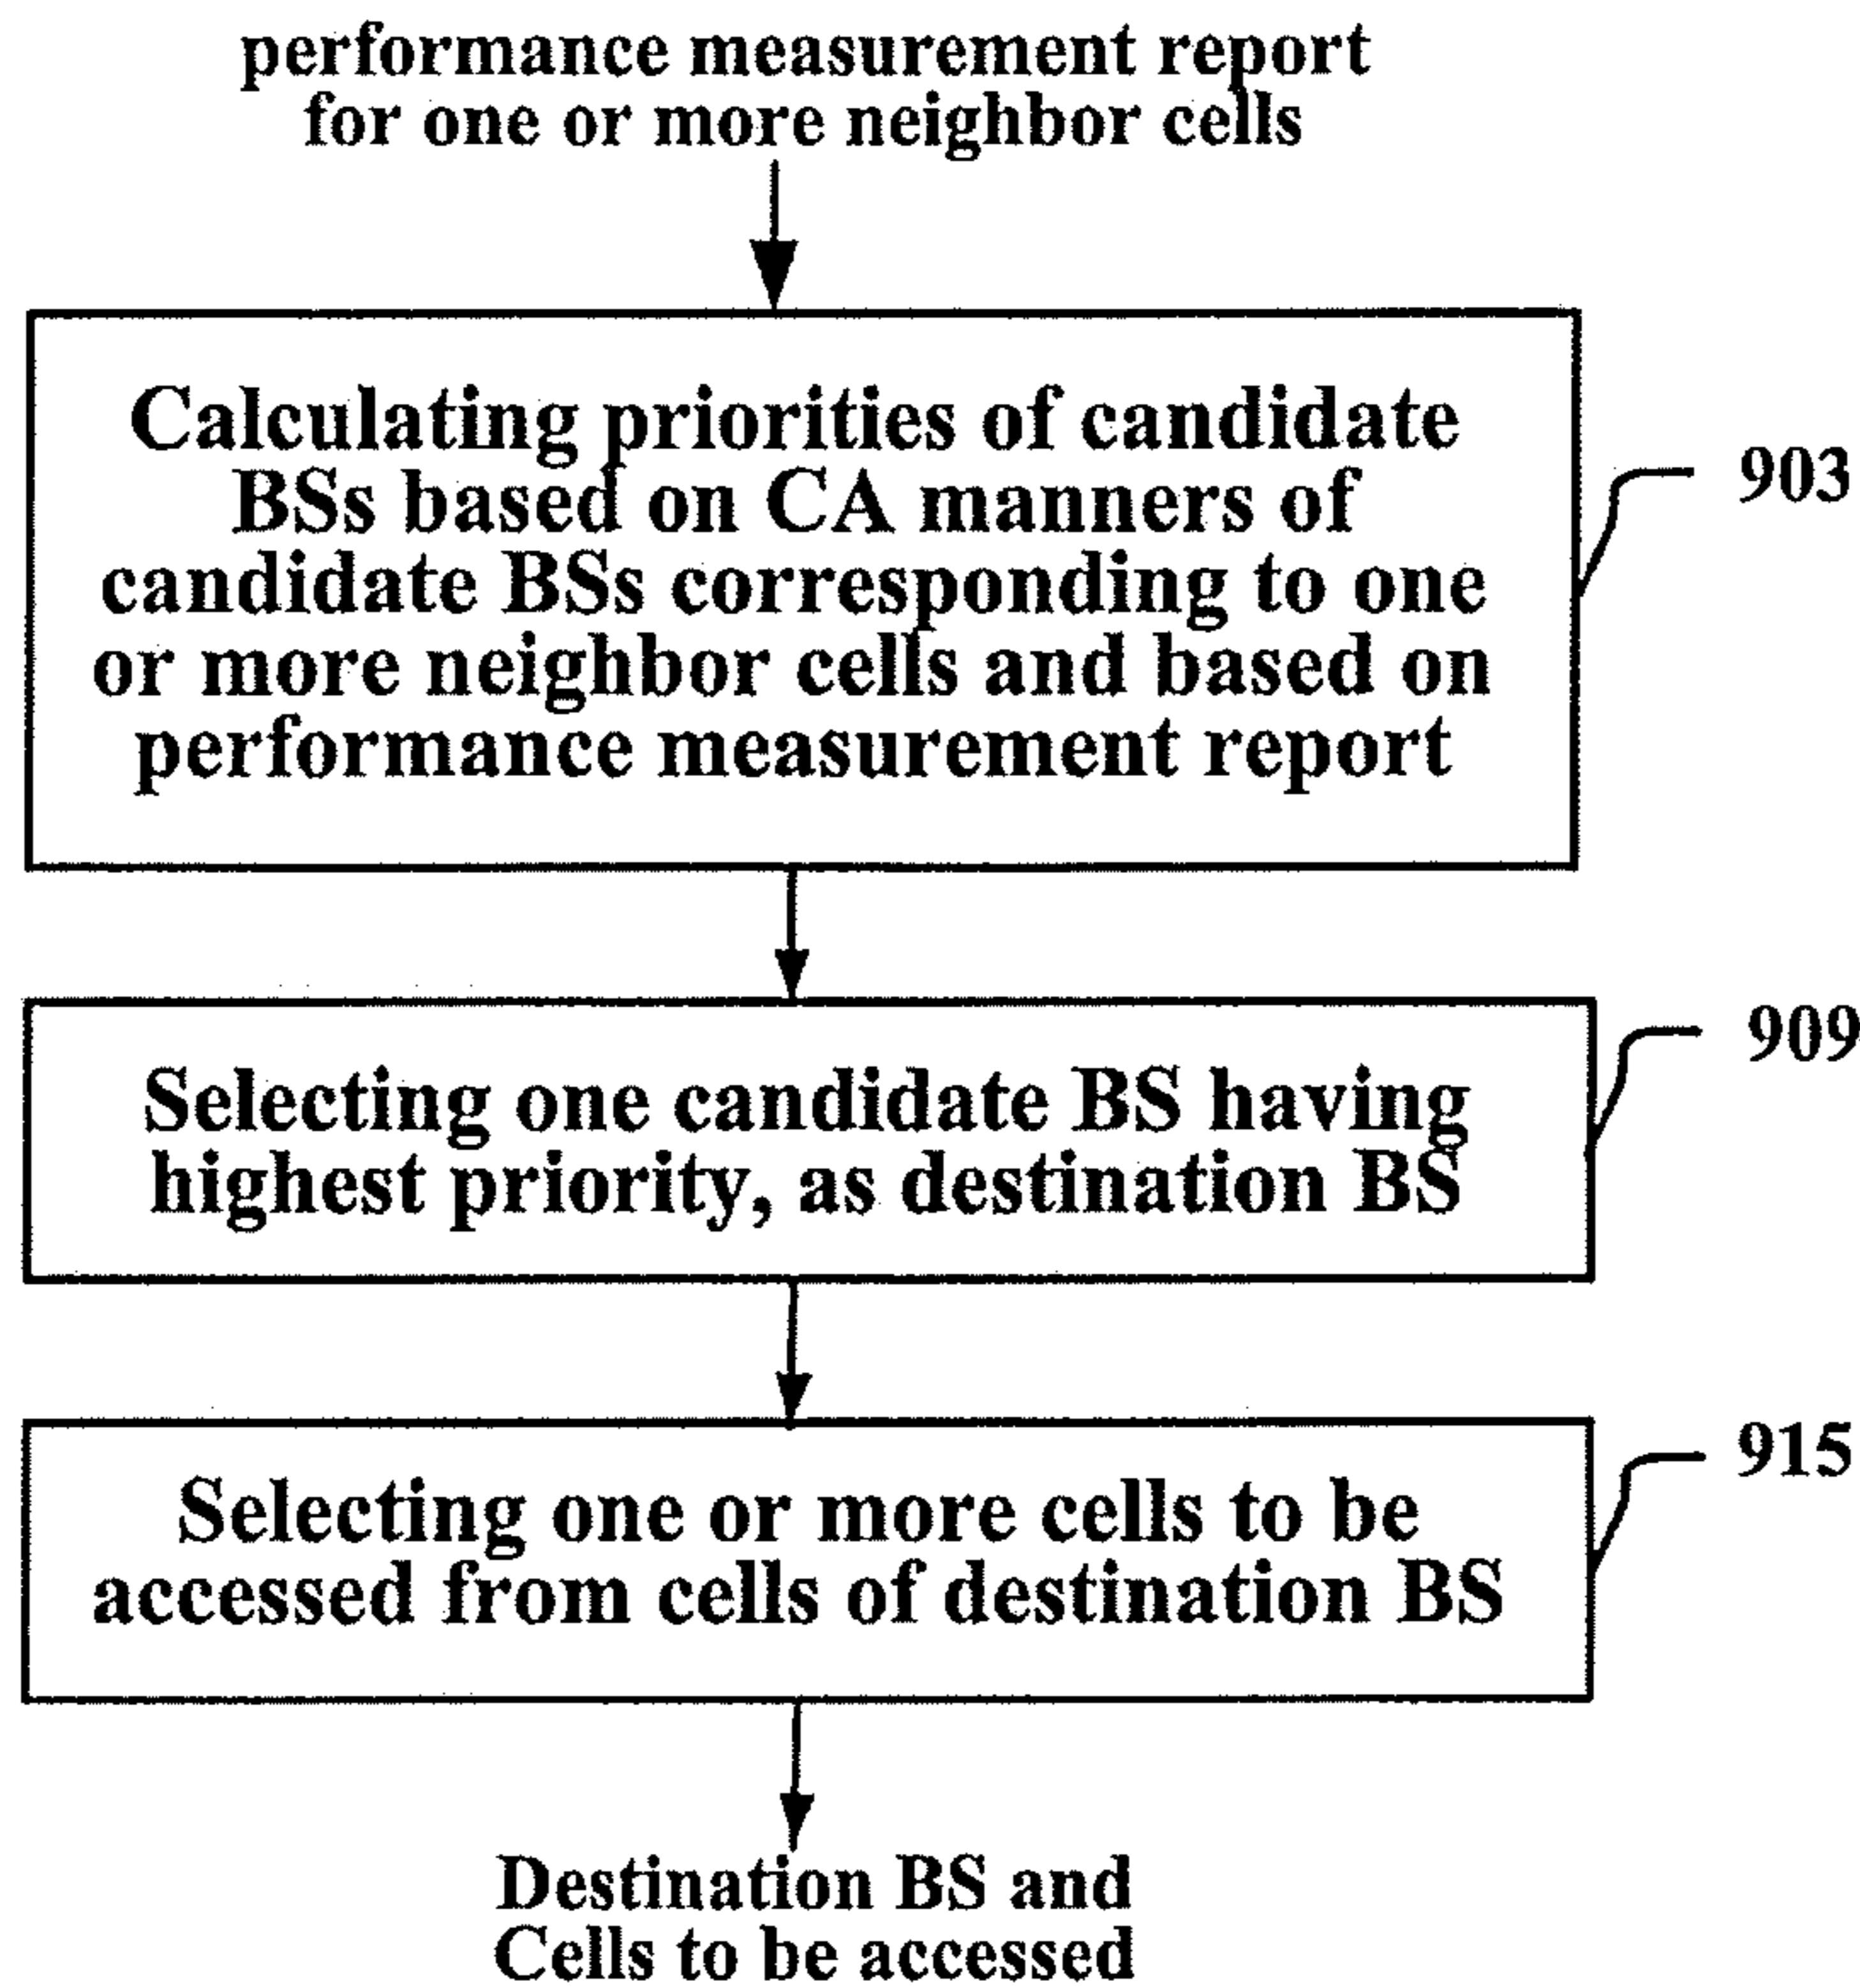 performance measurement report
for one or more neighbor cells
Calculating priorities of candidate
BSs based on CA manners of
candidate BSs corresponding to one
or more neighbor cells and based on
performance measurement report
903
Selecting one candidate BS having
highest priority, as destination BS
909
Selecting one or more cells to be
accessed from cells of destination BS
915
Destination BS and
Cells to be accessed